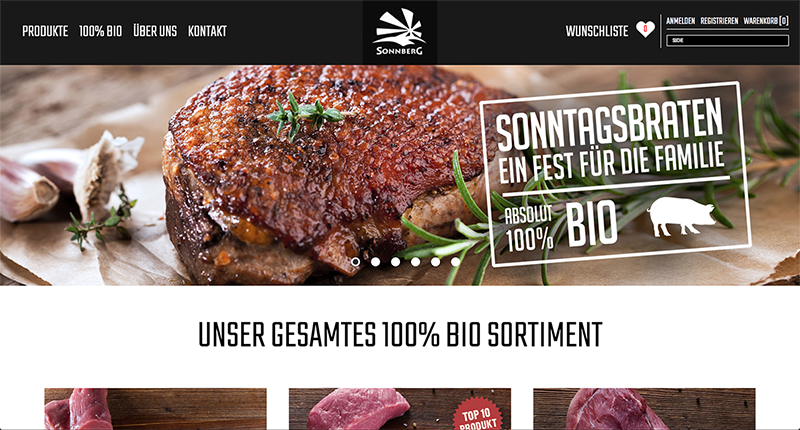 PRODUKTE 100% BIO ÜBER UNS KONTAKT
SONNBERG
WUNSCHLISTE 0
ANMELDEN REGISTRIEREN WARENKORB [0]
SUCHE
SONNTAGSBRATEN
EIN FEST FÜR DIE FAMILIE
ABSOLUT
100% BIO
UNSER GESAMTES 100% BIO SORTIMENT
TOP 10
PRODUKT